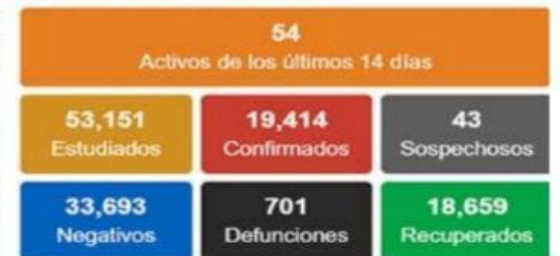 54
Activos de los últimos 14 días
53,151
Estudiados
19,414
Confirmados
43
Sospechosos
33,693
Negativos
701
Defunciones
18,659
Recuperados